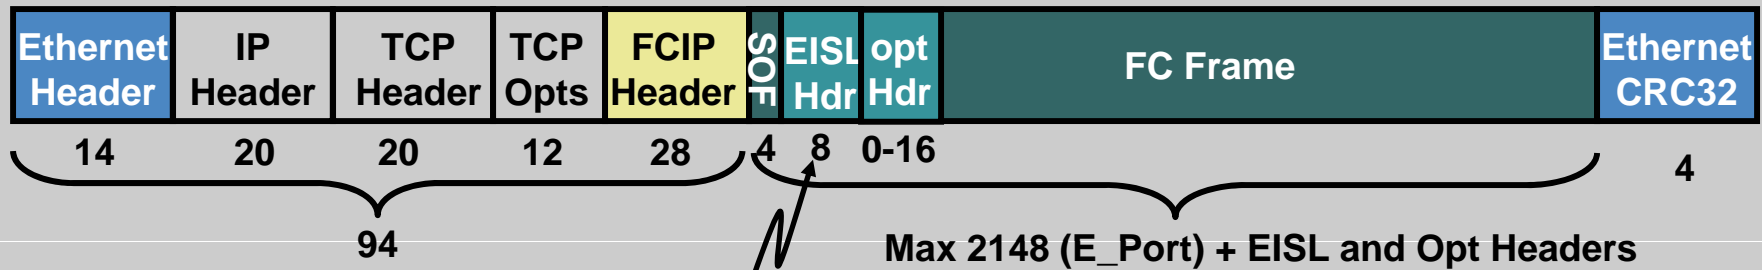 Ethernet Header
IP Header
TCP Header
TCP Opts
FCIP Header
SOF
EISL Hdr
opt Hdr
FC Frame
Ethernet CRC32
14 20 20 12 28 4 8 0-16 4
94
Max 2148 (E_Port) + EISL and Opt Headers